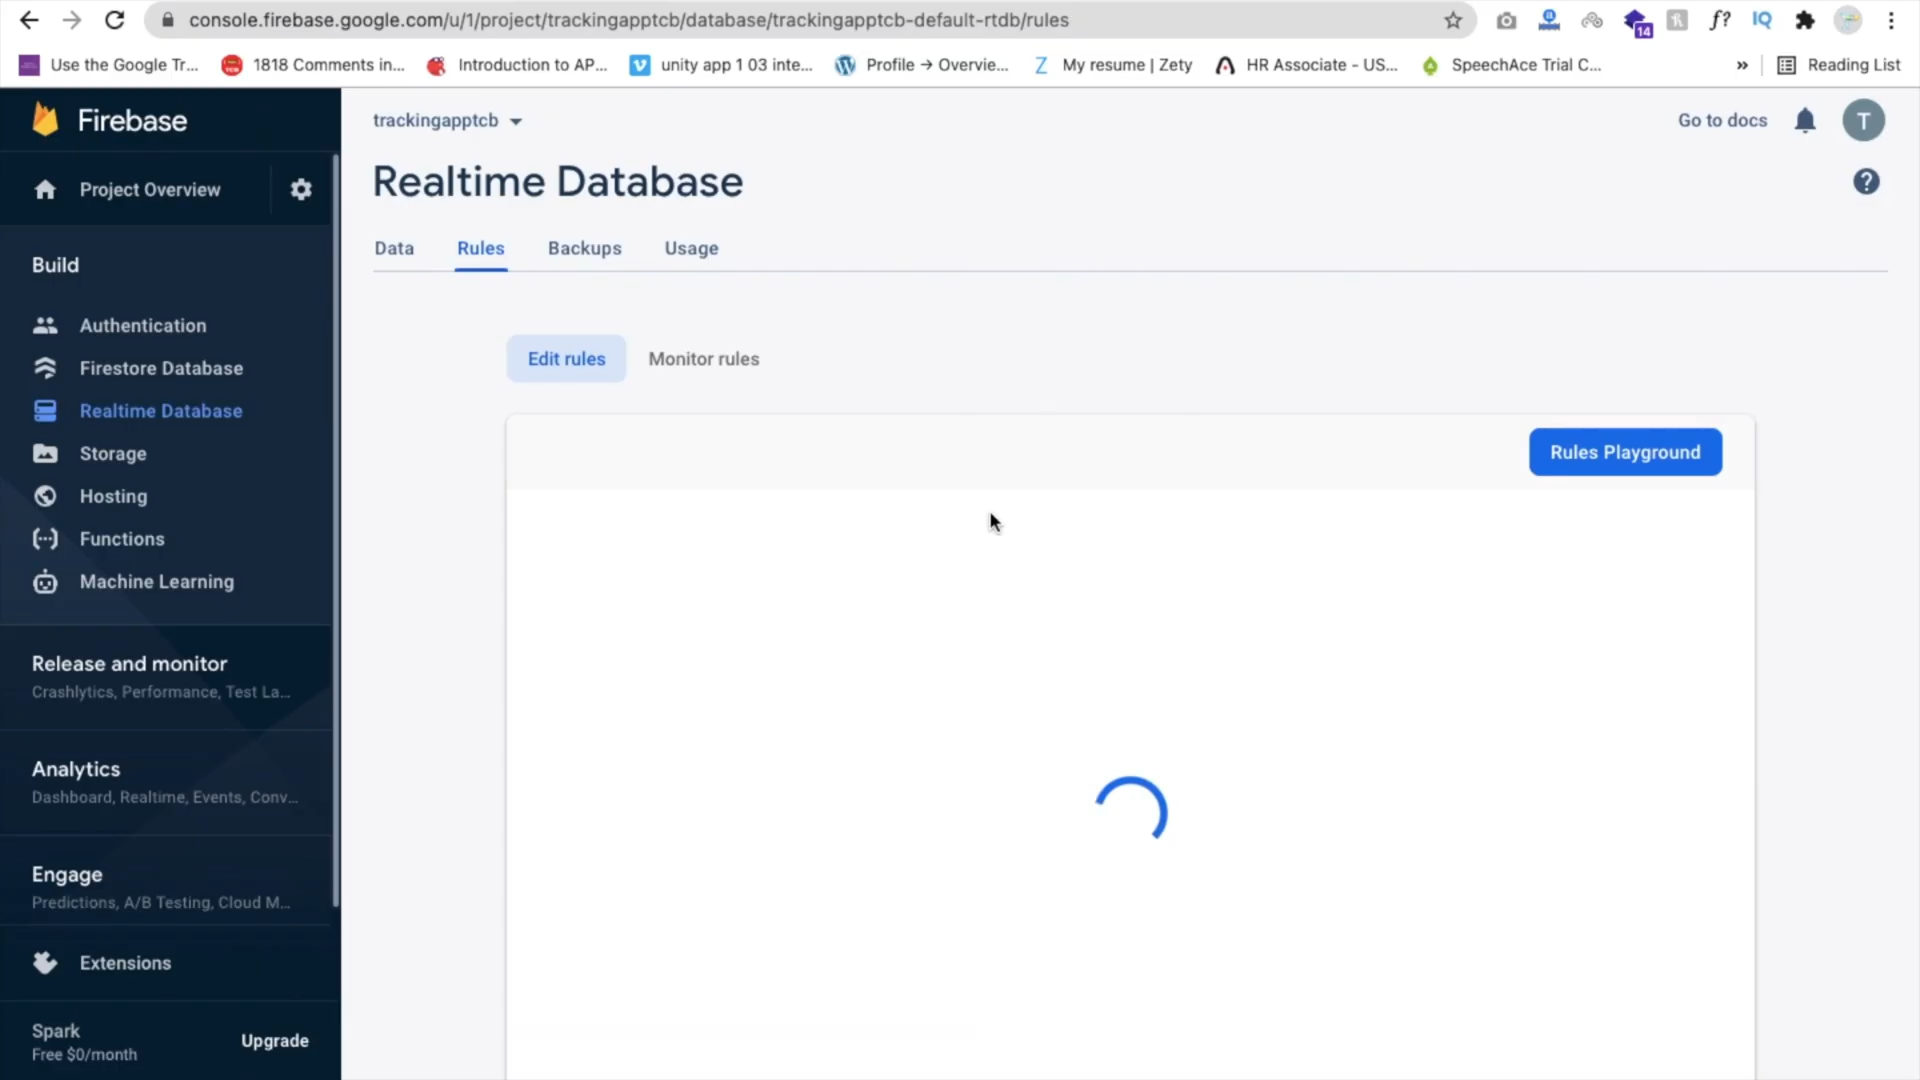 console.firebase.google.com/u/1/project/trackingapptcb/database/trackingapptcb-default-rtdb/rules
14
f?
IQ
Use the Google Tr...
1818 Comments in...
Introduction to AP...
unity app 1 03 inte...
Profile → Overvie...
Z
My resume | Zety
HR Associate - US...
SpeechAce Trial C...
»
Reading List
Firebase
trackingapptcb
Go to docs
T
Project Overview
Realtime Database
?
Data
Rules
Backups
Usage
Build
Authentication
Firestore Database
Realtime Database
Storage
Hosting
Functions
Machine Learning
Edit rules
Monitor rules
Rules Playground
Release and monitor
Crashlytics, Performance, Test La...
Analytics
Dashboard, Realtime, Events, Conv...
Engage
Predictions, A/B Testing, Cloud M...
Extensions
Spark
Free $0/month
Upgrade